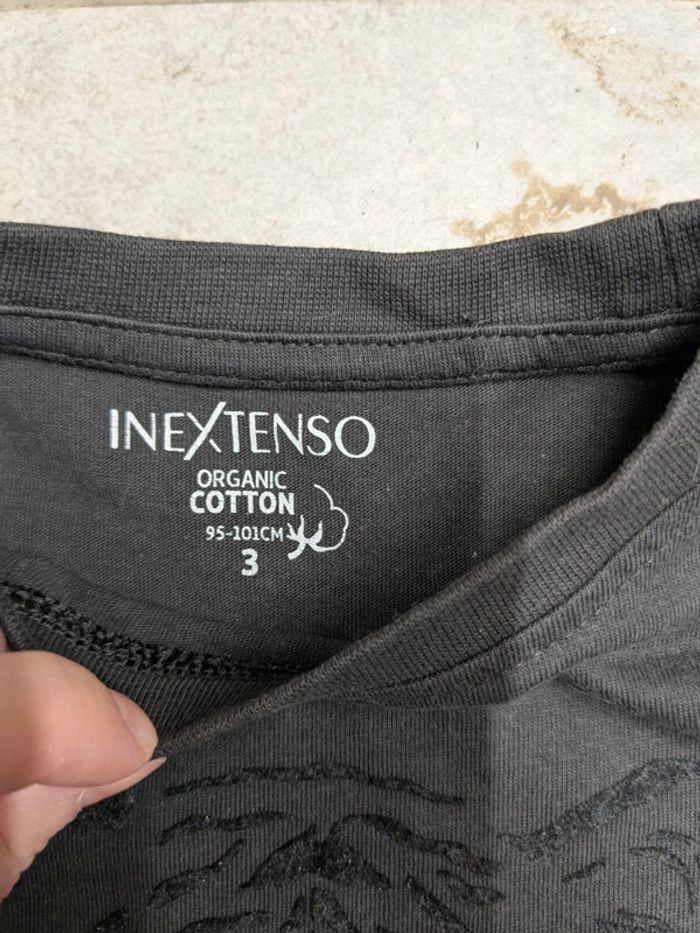 INEXTENSO
ORGANIC
COTTON
95-101CM
3